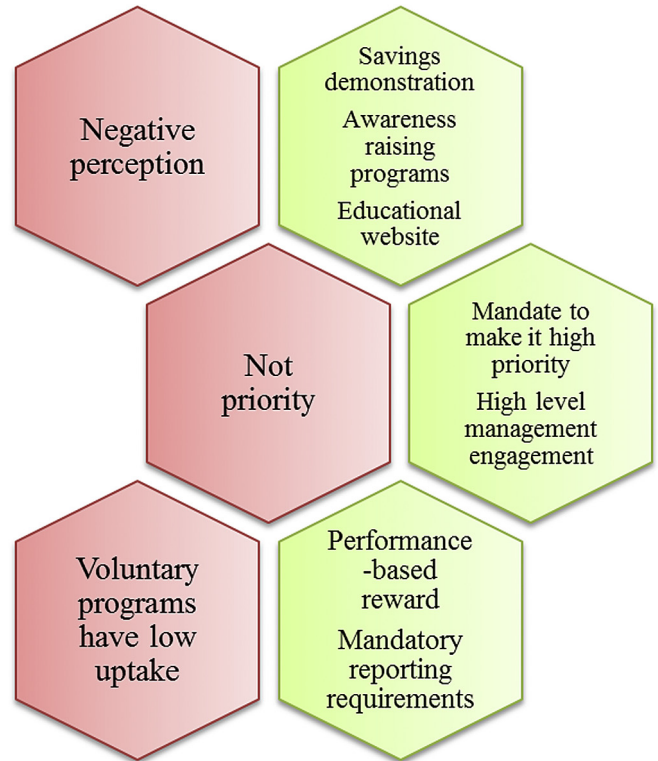 Negative
perception
Savings
demonstration
Awareness
raising
programs
Educational
website
Not
priority
Mandate to
make it high
priority
High level
management
engagement
Voluntary
programs
have low
uptake
Performance
-based
reward
Mandatory
reporting
requirements